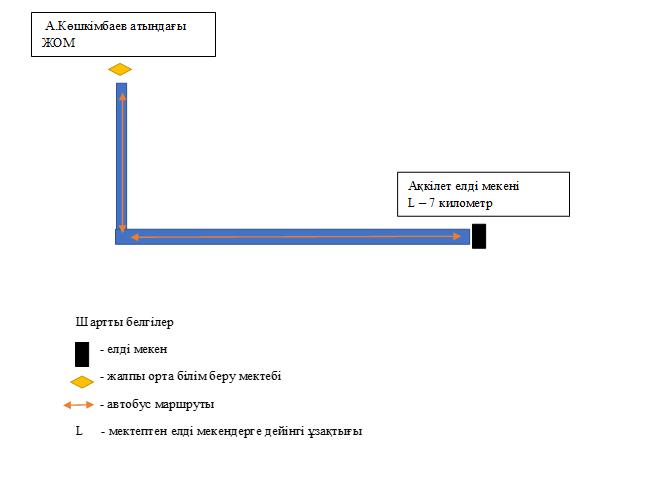 А.Көшкімбаев атындағы
ЖОМ
Ақкілет елді мекені
L – 7 километр
Шартты белгілер
- елді мекен
- жалпы орта білім беру мектебі
- автобус маршруты
L - мектептен елді мекендерге дейінгі ұзақтығы